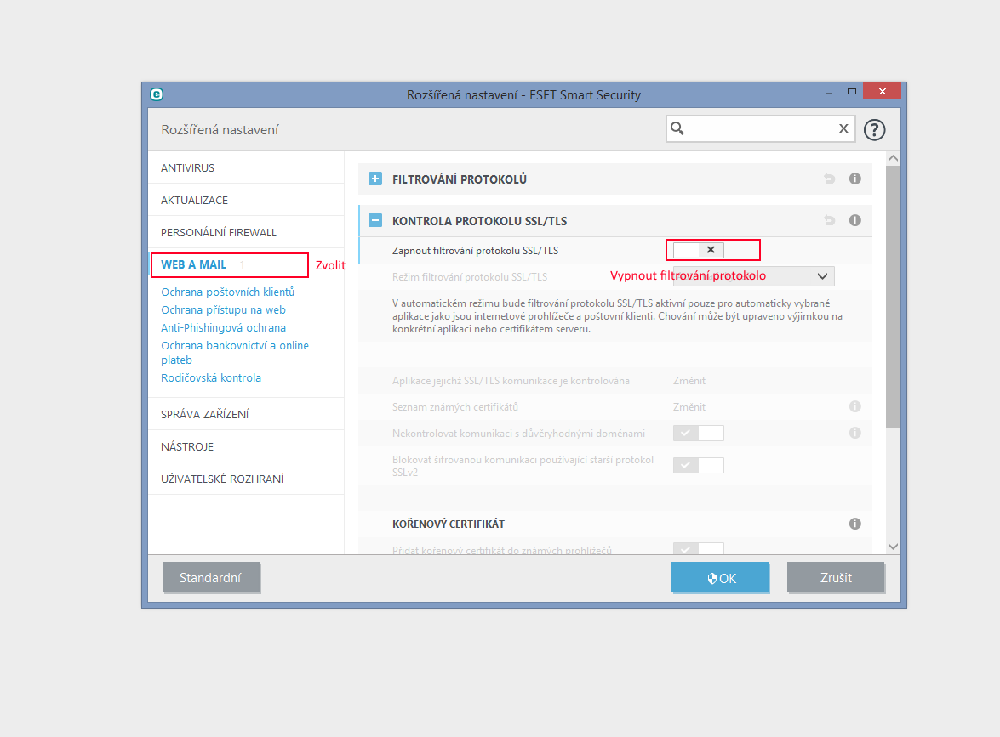 Rozšířená nastavení - ESET Smart Security
Rozšířená nastavení
ANTIVIRUS
AKTUALIZACE
PERSONÁLNÍ FIREWALL
WEB A MAIL 1
Zvolit
Ochrana poštovních klientů
Ochrana přístupu na web
Anti-Phishingová ochrana
Ochrana bankovnictví a online
plateb
Rodičovská kontrola
SPRÁVA ZAŘÍZENÍ
NÁSTROJE
UŽIVATELSKÉ ROZHRANÍ
FILTROVÁNÍ PROTOKOLŮ
KONTROLA PROTOKOLU SSL/TLS
Zapnout filtrování protokolu SSL/TLS
Režim filtrování protokolu SSL/TLS
Vypnout filtrování protokolo
V automatickém režimu bude filtrování protokolu SSL/TLS aktivní pouze pro automaticky vybrané
aplikace jako jsou internetové prohlížeče a poštovní klienti. Chování může být upraveno výjimkou na
konkrétní aplikaci nebo certifikátem serveru.
Aplikace jejichž SSL/TLS komunikace je kontrolována Změnit
Seznam známých certifikátů Změnit
Nekontrolovat komunikaci s důvěryhodnými doménami
Blokovat šifrovanou komunikaci používající starší protokol
SSLv2
KOŘENOVÝ CERTIFIKÁT
Přidat kořenový certifikát do známých prohlížečů
Standardní
OK
Zrušit